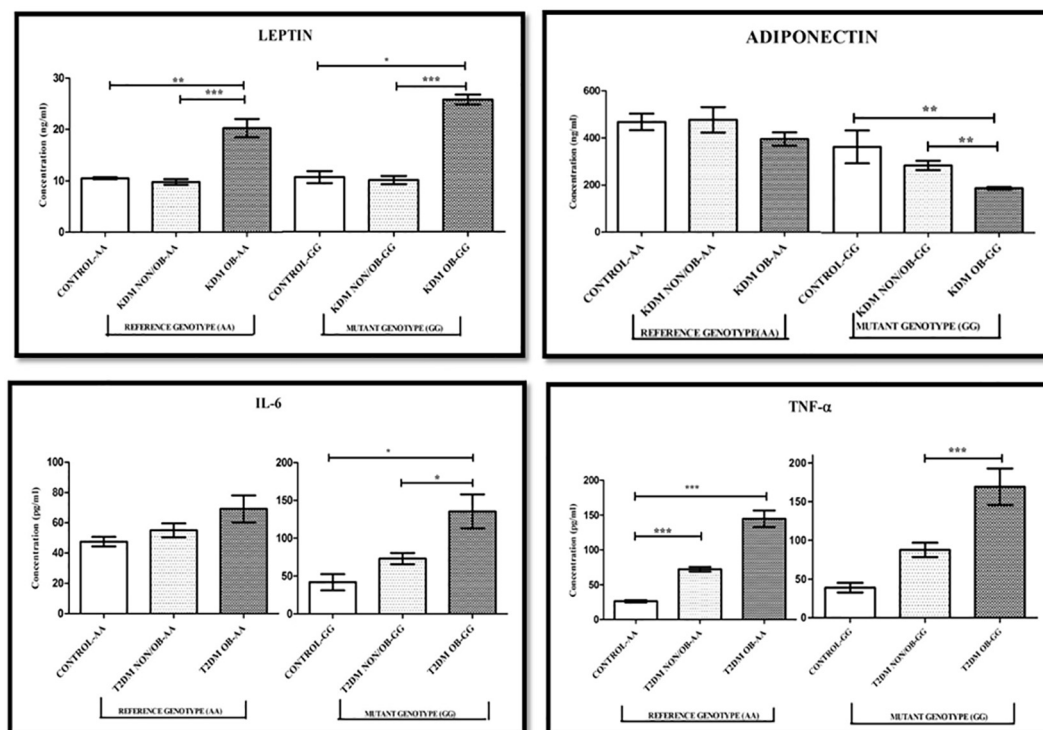 LEPTIN
**
***
*
***
30
20
10
0
Concentration (ng/ml)
CONTROL-AA
KDM NON/OB-AA
KDM OB-AA
CONTROL-GG
KDM NON/OB-GG
KDM OB-GG
REFERENCE GENOTYPE (AA)
MUTANT GENOTYPE (GG)
ADIPONECTIN
**
**
600
400
200
0
Concentration (ng/ml)
CONTROL-AA
KDM NON/OB-AA
KDM OB-AA
CONTROL-GG
KDM NON/OB-GG
KDM OB-GG
REFERENCE GENOTYPE(AA)
MUTANT GENOTYPE (GG)
IL-6
100
80
60
40
20
0
Concentration (pg/ml)
CONTROL-AA
T2DM NON/OB-AA
T2DM OB-AA
REFERENCE GENOTYPE (AA)
*
*
200
150
100
50
0
CONTROL-GG
T2DM NON/OB-GG
T2DM OB-GG
MUTANT GENOTYPE (GG)
TNF-α
***
***
200
150
100
50
0
Concentration (pg/ml)
CONTROL-AA
T2DM NON/OB-AA
T2DM OB-AA
REFERENCE GENOTYPE (AA)
***
200
150
100
50
0
CONTROL-GG
T2DM NON/OB-GG
T2DM OB-GG
MUTANT GENOTYPE (GG)